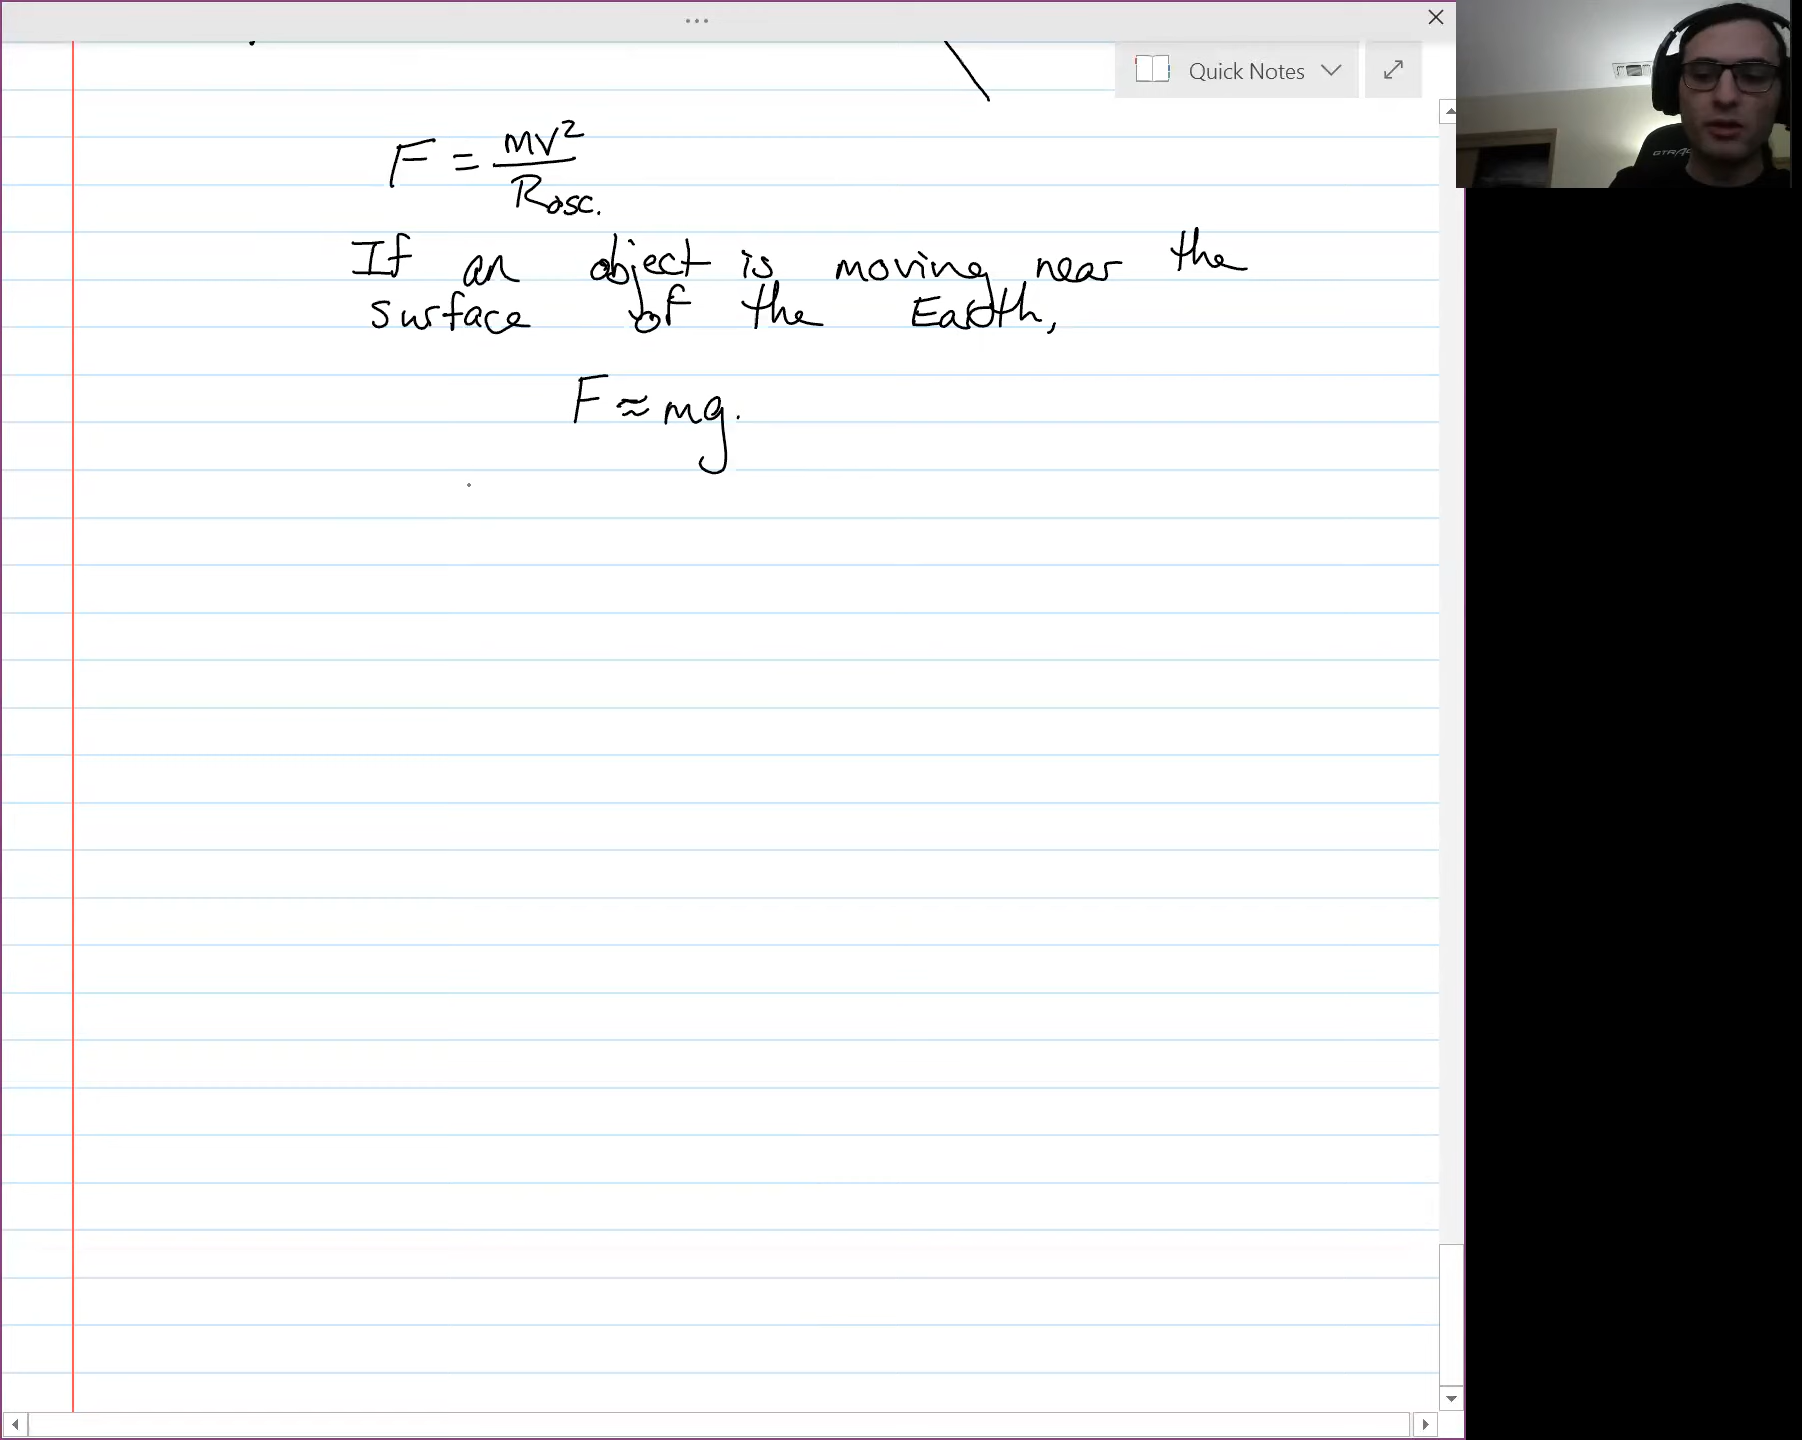 ...
Quick Notes
F = mv²/Rosc.
If an object is moving near the
surface of the Earth,
F ≈ mg.